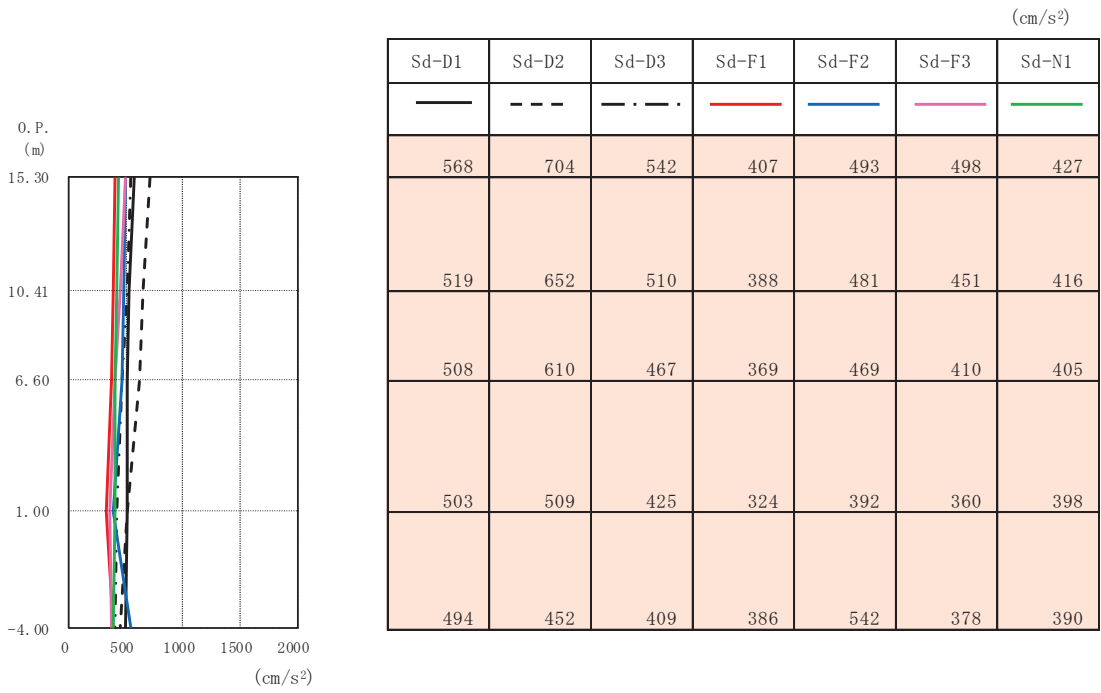 (cm/s²)
Sd-D1 Sd-D2 Sd-D3 Sd-F1 Sd-F2 Sd-F3 Sd-N1
O.P.
(m)
568 704 542 407 493 498 427
15.30
519 652 510 388 481 451 416
10.41
508 610 467 369 469 410 405
6.60
503 509 425 324 392 360 398
1.00
494 452 409 386 542 378 390
-4.00
0 500 1000 1500 2000
(cm/s²)